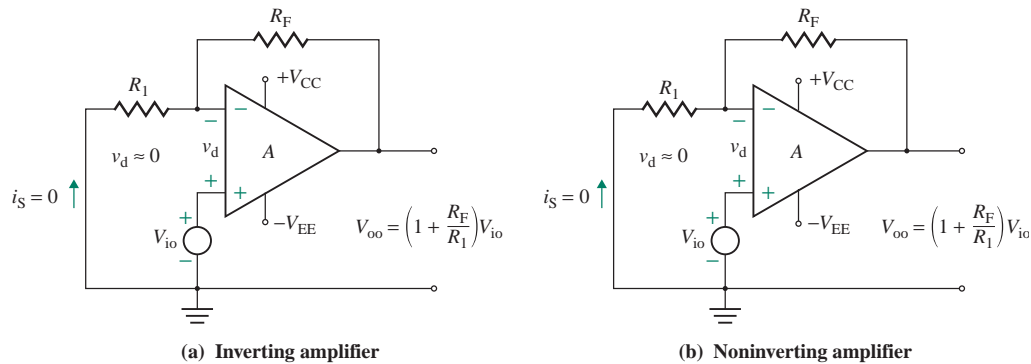 R_F
+V_CC
R_1
−
−
v_d ≈ 0
v_d
A
i_S = 0
+
+
+
V_io
−
−V_EE
V_oo = (1 + R_F/R_1) V_io
(a) Inverting amplifier
R_F
+V_CC
R_1
−
−
v_d ≈ 0
v_d
A
i_S = 0
+
+
+
V_io
−
−V_EE
V_oo = (1 + R_F/R_1) V_io
(b) Noninverting amplifier